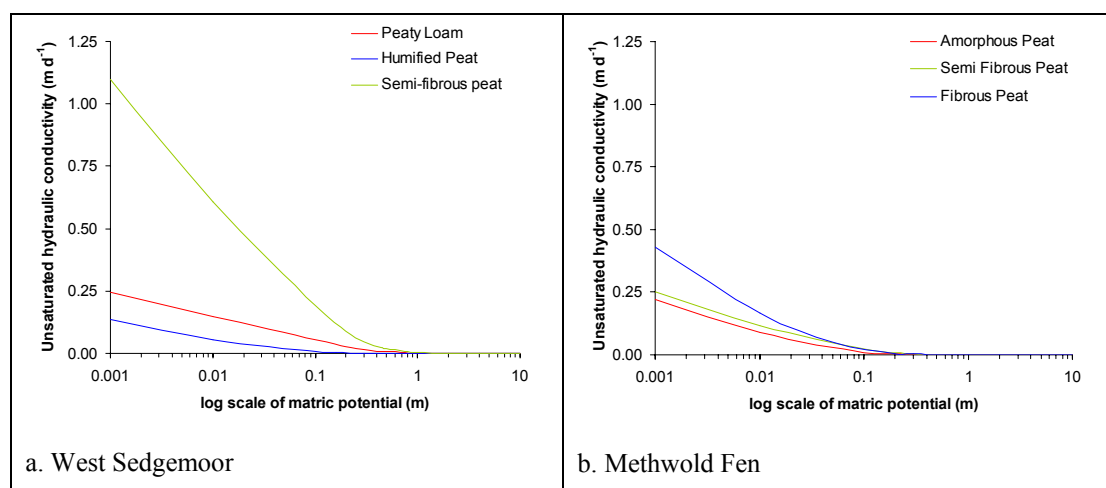 Unsaturated hydraulic conductivity (m d-1)
1.25
1.00
0.75
0.50
0.25
0.00
Peaty Loam
Humified Peat
Semi-fibrous peat
0.001
0.01
0.1
1
10
log scale of matric potential (m)
a. West Sedgemoor
Unsaturated hydraulic conductivity (m d-1)
1.25
1.00
0.75
0.50
0.25
0.00
Amorphous Peat
Semi Fibrous Peat
Fibrous Peat
0.001
0.01
0.1
1
10
log scale of matric potential (m)
b. Methwold Fen